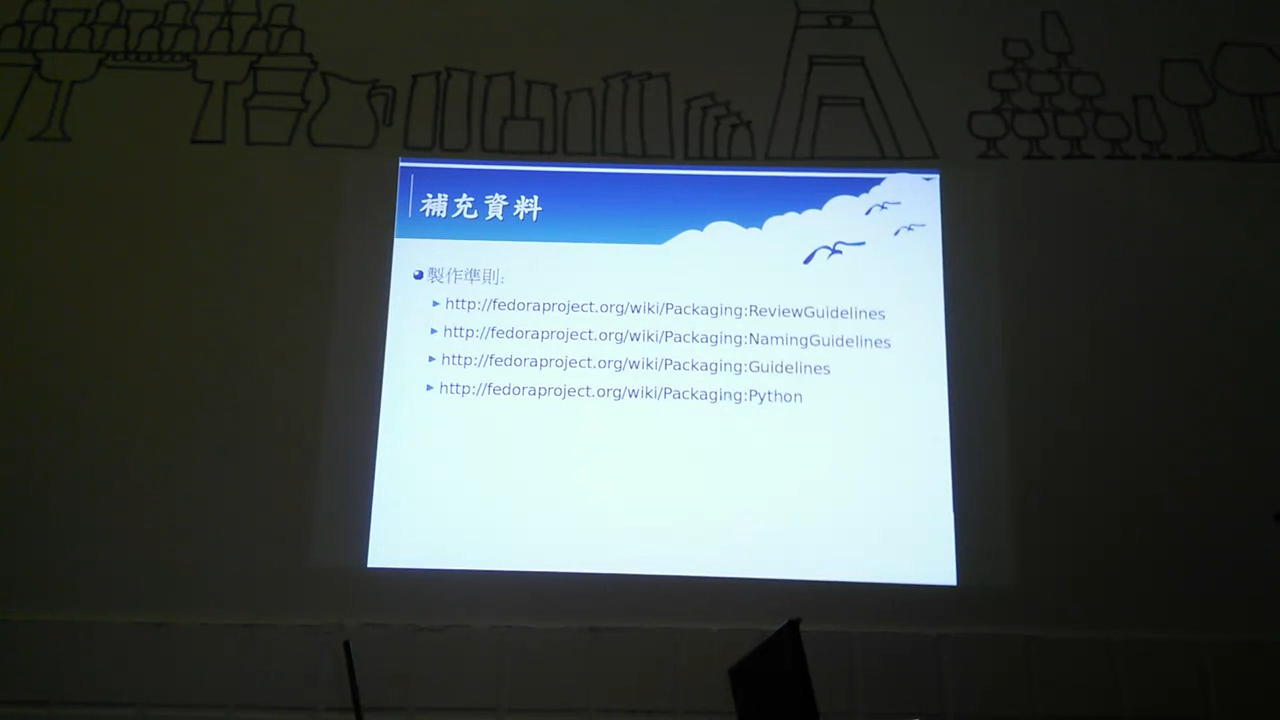 補充資料
製作準則:
http://fedoraproject.org/wiki/Packaging:ReviewGuidelines
http://fedoraproject.org/wiki/Packaging:NamingGuidelines
http://fedoraproject.org/wiki/Packaging:Guidelines
http://fedoraproject.org/wiki/Packaging:Python